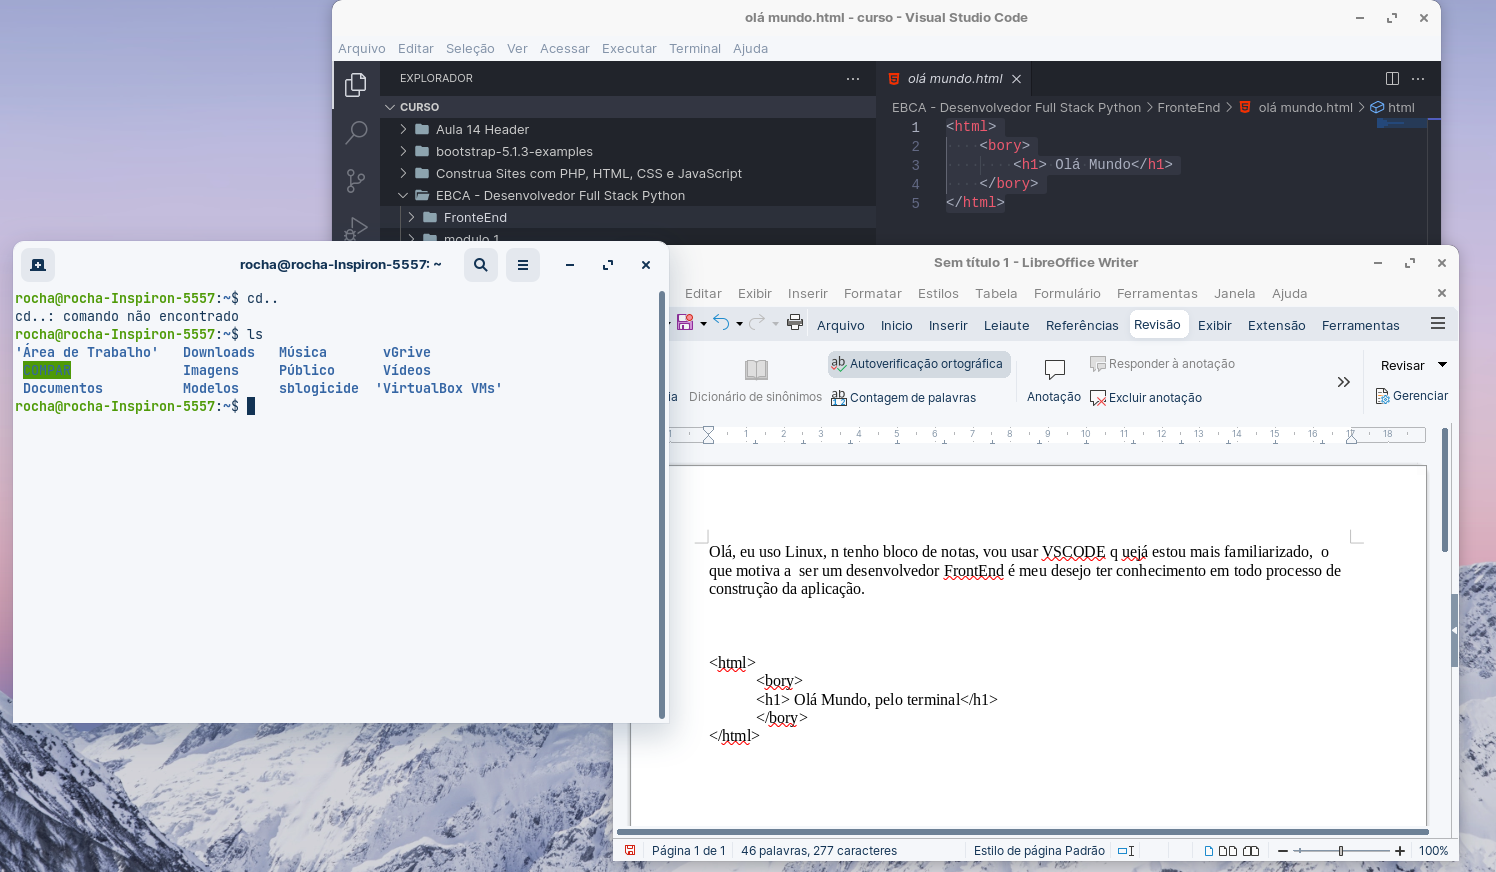 olá mundo.html - curso - Visual Studio Code
Arquivo Editar Seleção Ver Acessar Executar Terminal Ajuda
EXPLORADOR
CURSO
Aula 14 Header
bootstrap-5.1.3-examples
Construa Sites com PHP, HTML, CSS e JavaScript
EBCA - Desenvolvedor Full Stack Python
FronteEnd
modulo 1
olá mundo.html
EBCA - Desenvolvedor Full Stack Python > FronteEnd > olá mundo.html > html
1 <html>
2 <bory>
3 <h1> Olá Mundo</h1>
4 </bory>
5 </html>
rocha@rocha-Inspiron-5557: ~
rocha@rocha-Inspiron-5557:~$ cd..
cd..: comando não encontrado
rocha@rocha-Inspiron-5557:~$ ls
'Área de Trabalho' Downloads Música vGrive
COMPAR Imagens Público Vídeos
Documentos Modelos sblogicide 'VirtualBox VMs'
rocha@rocha-Inspiron-5557:~$
Sem título 1 - LibreOffice Writer
Editar Exibir Inserir Formatar Estilos Tabela Formulário Ferramentas Janela Ajuda
Arquivo Inicio Inserir Leiaute Referências Revisão Exibir Extensão Ferramentas
Dicionário de sinônimos
Autoverificação ortográfica
Contagem de palavras
Anotação
Responder à anotação
Excluir anotação
Revisar
Gerenciar
1 1 2 3 4 5 6 7 8 9 10 11 12 13 14 15 16 17 18
Olá, eu uso Linux, n tenho bloco de notas, vou usar VSCODE q uejá estou mais familiarizado, o
que motiva a ser um desenvolvedor FrontEnd é meu desejo ter conhecimento em todo processo de
construção da aplicação.
<html>
<bory>
<h1> Olá Mundo, pelo terminal</h1>
</bory>
</html>
Página 1 de 1 46 palavras, 277 caracteres Estilo de página Padrão 100%